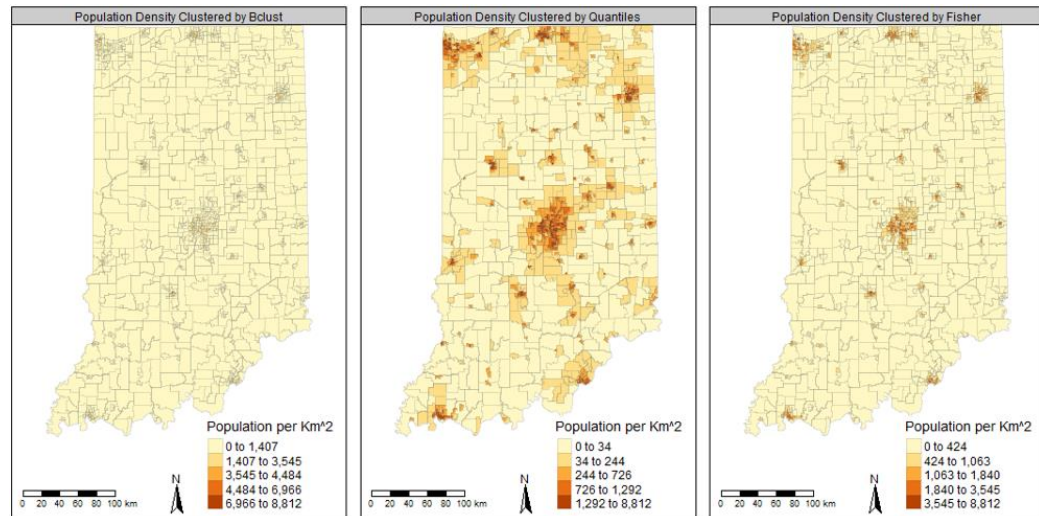 Population Density Clustered by Bclust
Population per Km^2
0 to 1,407
1,407 to 3,545
3,545 to 4,484
4,484 to 6,966
6,966 to 8,812
N
0 20 40 60 80 100 km
Population Density Clustered by Quantiles
Population per Km^2
0 to 34
34 to 244
244 to 726
726 to 1,292
1,292 to 8,812
N
0 20 40 60 80 100 km
Population Density Clustered by Fisher
Population per Km^2
0 to 424
424 to 1,063
1,063 to 1,840
1,840 to 3,545
3,545 to 8,812
N
0 20 40 60 80 100 km